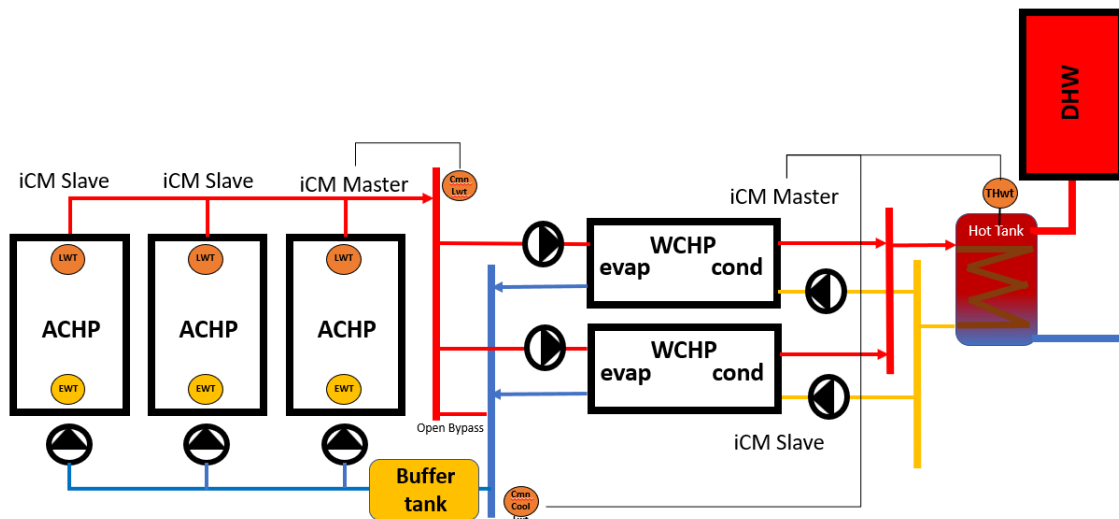 DHW
iCM Slave
iCM Slave
iCM Master
Cmn
Lwt
iCM Master
THwt
Hot Tank
LWT
LWT
LWT
WCHP
evap
cond
ACHP
ACHP
ACHP
WCHP
evap
cond
EWT
EWT
EWT
Open Bypass
iCM Slave
Buffer
tank
Cmn
Cool
Lwt